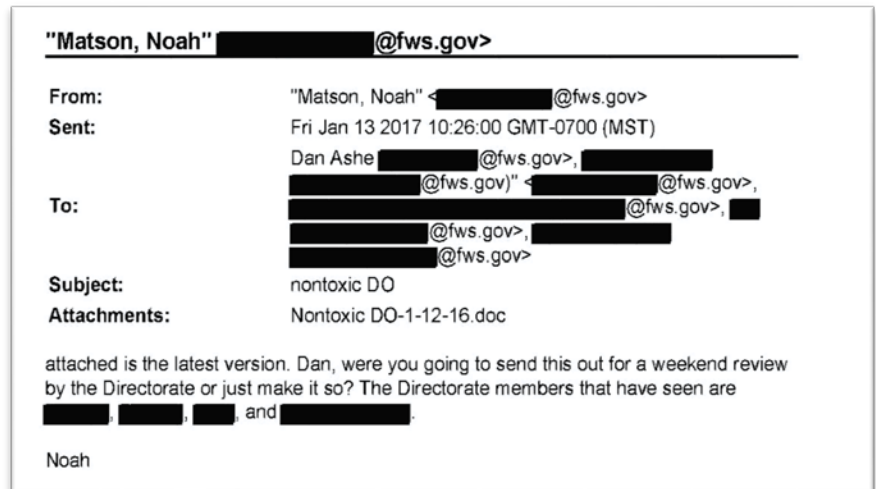 "Matson, Noah" @fws.gov>
From: "Matson, Noah" < @fws.gov>
Sent: Fri Jan 13 2017 10:26:00 GMT-0700 (MST)
Dan Ashe @fws.gov>,
@fws.gov)" < @fws.gov>,
To: @fws.gov>,
@fws.gov>,
@fws.gov>
Subject: nontoxic DO
Attachments: Nontoxic DO-1-12-16.doc
attached is the latest version. Dan, were you going to send this out for a weekend review
by the Directorate or just make it so? The Directorate members that have seen are
, , , and .
Noah